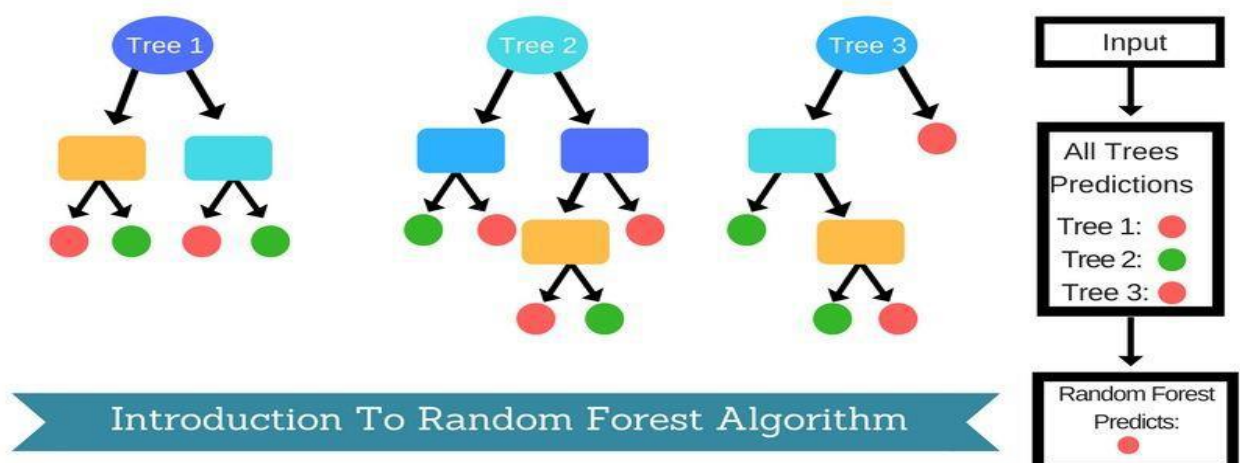 Tree 1
Tree 2
Tree 3
Input
All Trees
Predictions
Tree 1:
Tree 2:
Tree 3:
Introduction To Random Forest Algorithm
Random Forest
Predicts: